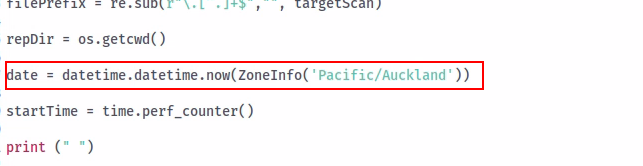 filePrefix = re.sub(r"\.[^.]+$","", targetScan)
repDir = os.getcwd()
date = datetime.datetime.now(ZoneInfo('Pacific/Auckland'))
startTime = time.perf_counter()
print (" ")